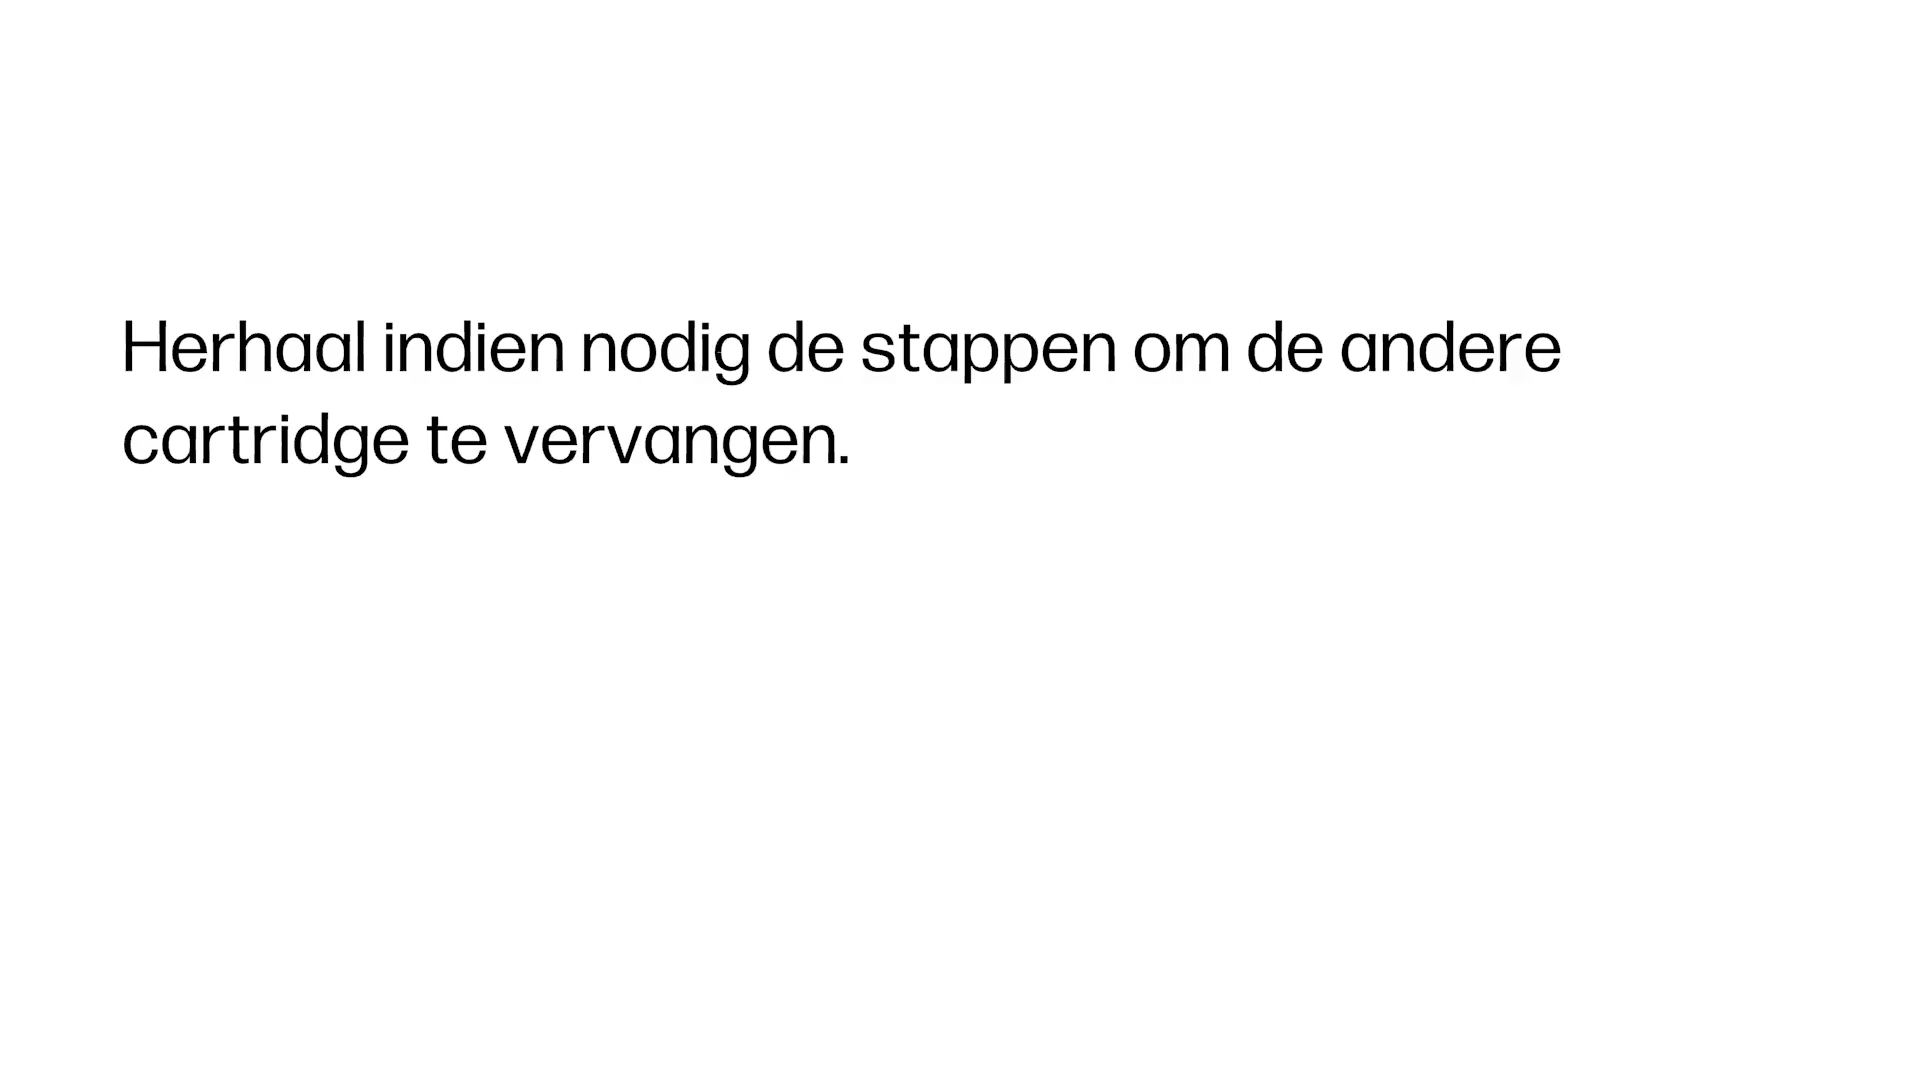 Herhaal indien nodig de stappen om de andere
cartridge te vervangen.